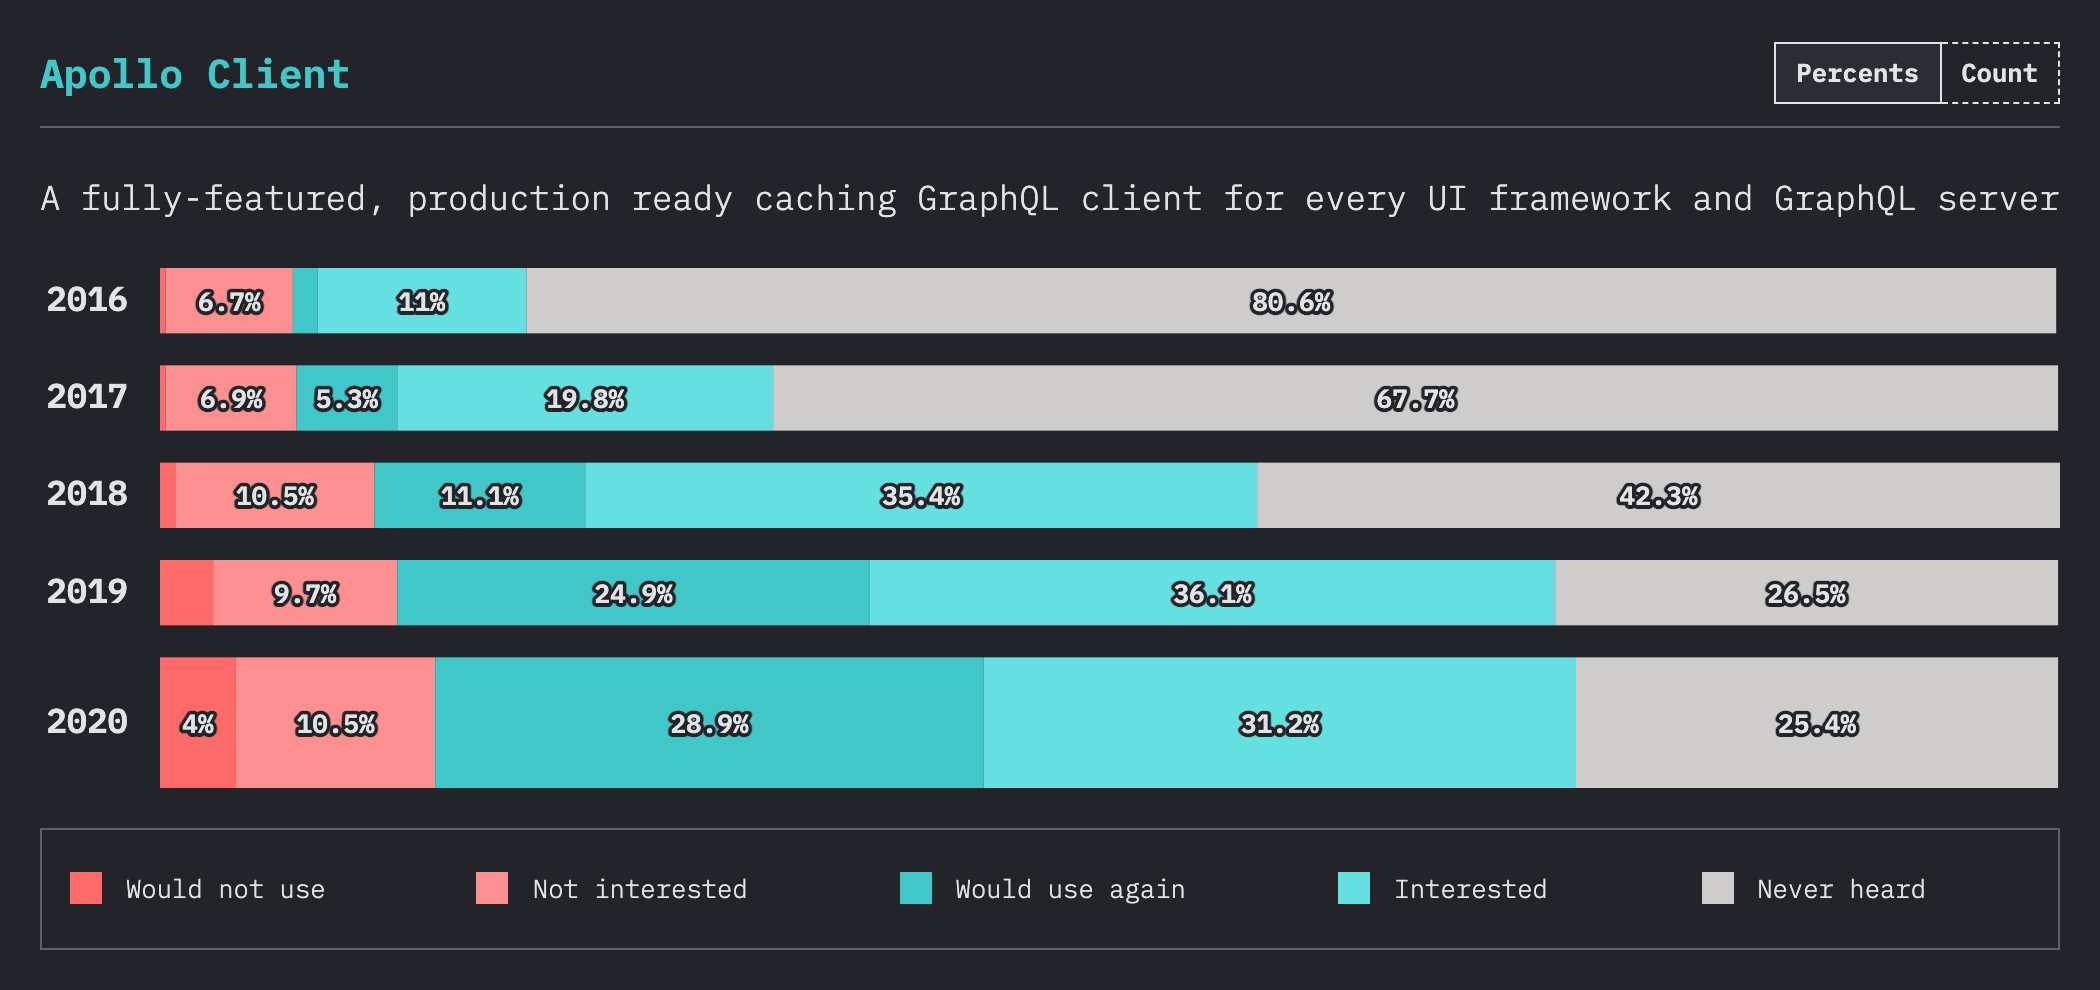 Apollo Client
Percents Count
A fully-featured, production ready caching GraphQL client for every UI framework and GraphQL server
2016 6.7% 11% 80.6%
2017 6.9% 5.3% 19.8% 67.7%
2018 10.5% 11.1% 35.4% 42.3%
2019 9.7% 24.9% 36.1% 26.5%
2020 4% 10.5% 28.9% 31.2% 25.4%
Would not use Not interested Would use again Interested Never heard